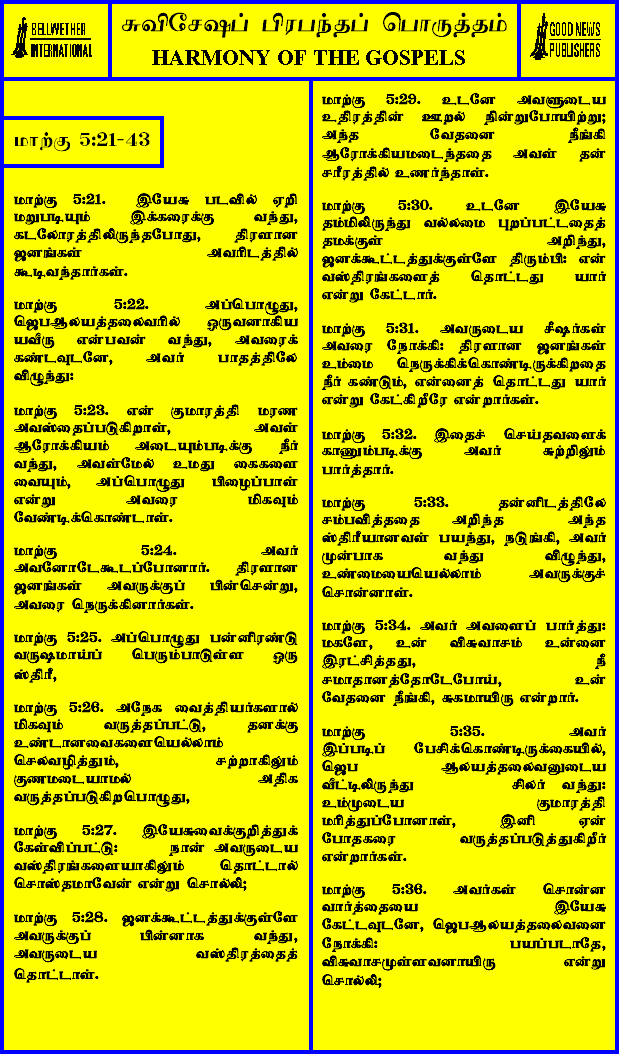 BELLWETHER
INTERNATIONAL
சுவிசேஷப் பிரபந்தப் பொருத்தம்
HARMONY OF THE GOSPELS
GOOD NEWS
PUBLISHERS
மாற்கு 5:21-43
மாற்கு 5:21. இயேசு படவில் ஏறி
மறுபடியும் இக்கரைக்கு வந்து,
கடலோரத்திலிருந்தபோது, திரளான
ஜனங்கள் அவரிடத்தில்
கூடிவந்தார்கள்.
மாற்கு 5:22. அப்பொழுது,
ஜெபஆலயத்தலைவரில் ஒருவனாகிய
யவீரு என்பவன் வந்து, அவரைக்
கண்டவுடனே, அவர் பாதத்திலே
விழுந்து:
மாற்கு 5:23. என் குமாரத்தி மரண
அவஸ்தைப்படுகிறாள், அவள்
ஆரோக்கியம் அடையும்படிக்கு நீர்
வந்து, அவள்மேல் உமது கைகளை
வையும், அப்பொழுது பிழைப்பாள்
என்று அவரை மிகவும்
வேண்டிக்கொண்டாள்.
மாற்கு 5:24. அவர்
அவனோடேகூடப்போனார். திரளான
ஜனங்கள் அவருக்குப் பின்சென்று,
அவரை நெருக்கினார்கள்.
மாற்கு 5:25. அப்பொழுது பன்னிரண்டு
வருஷமாய்ப் பெரும்பாடுள்ள ஒரு
ஸ்திரீ,
மாற்கு 5:26. அநேக வைத்தியர்களால்
மிகவும் வருத்தப்பட்டு, தனக்கு
உண்டானவைகளையெல்லாம்
செலவழித்தும், சற்றாகிலும்
குணமடையாமல் அதிக
வருத்தப்படுகிறபொழுது,
மாற்கு 5:27. இயேசுவைக்குறித்துக்
கேள்விப்பட்டு: நான் அவருடைய
வஸ்திரங்களையாகிலும் தொட்டால்
சொஸ்தமாவேன் என்று சொல்லி;
மாற்கு 5:28. ஜனக்கூட்டத்துக்குள்ளே
அவருக்குப் பின்னாக வந்து,
அவருடைய வஸ்திரத்தைத்
தொட்டாள்.
மாற்கு 5:29. உடனே அவளுடைய
உதிரத்தின் ஊறல் நின்றுபோயிற்று;
அந்த வேதனை நீங்கி
ஆரோக்கியமடைந்ததை அவள் தன்
சரீரத்தில் உணர்ந்தாள்.
மாற்கு 5:30. உடனே இயேசு
தம்மிலிருந்து வல்லமை புறப்பட்டதைத்
தமக்குள் அறிந்து,
ஜனக்கூட்டத்துக்குள்ளே திரும்பி: என்
வஸ்திரங்களைத் தொட்டது யார்
என்று கேட்டார்.
மாற்கு 5:31. அவருடைய சீஷர்கள்
அவரை நோக்கி: திரளான ஜனங்கள்
உம்மை நெருக்கிக்கொண்டிருக்கிறதை
நீர் கண்டும், என்னைத் தொட்டது யார்
என்று கேட்கிறீரே என்றார்கள்.
மாற்கு 5:32. இதைச் செய்தவளைக்
காணும்படிக்கு அவர் சுற்றிலும்
பார்த்தார்.
மாற்கு 5:33. தன்னிடத்திலே
சம்பவித்ததை அறிந்த அந்த
ஸ்திரீயானவள் பயந்து, நடுங்கி, அவர்
முன்பாக வந்து விழுந்து,
உண்மையையெல்லாம் அவருக்குச்
சொன்னாள்.
மாற்கு 5:34. அவர் அவளைப் பார்த்து:
மகளே, உன் விசுவாசம் உன்னை
இரட்சித்தது, நீ
சமாதானத்தோடேபோய், உன்
வேதனை நீங்கி, சுகமாயிரு என்றார்.
மாற்கு 5:35. அவர்
இப்படிப் பேசிக்கொண்டிருக்கையில்,
ஜெப ஆலயத்தலைவனுடைய
வீட்டிலிருந்து சிலர் வந்து:
உம்முடைய குமாரத்தி
மரித்துப்போனாள், இனி ஏன்
போதகரை வருத்தப்படுத்துகிறீர்
என்றார்கள்.
மாற்கு 5:36. அவர்கள் சொன்ன
வார்த்தையை இயேசு
கேட்டவுடனே, ஜெபஆலயத்தலைவனை
நோக்கி: பயப்படாதே,
விசுவாசமுள்ளவனாயிரு என்று
சொல்லி;